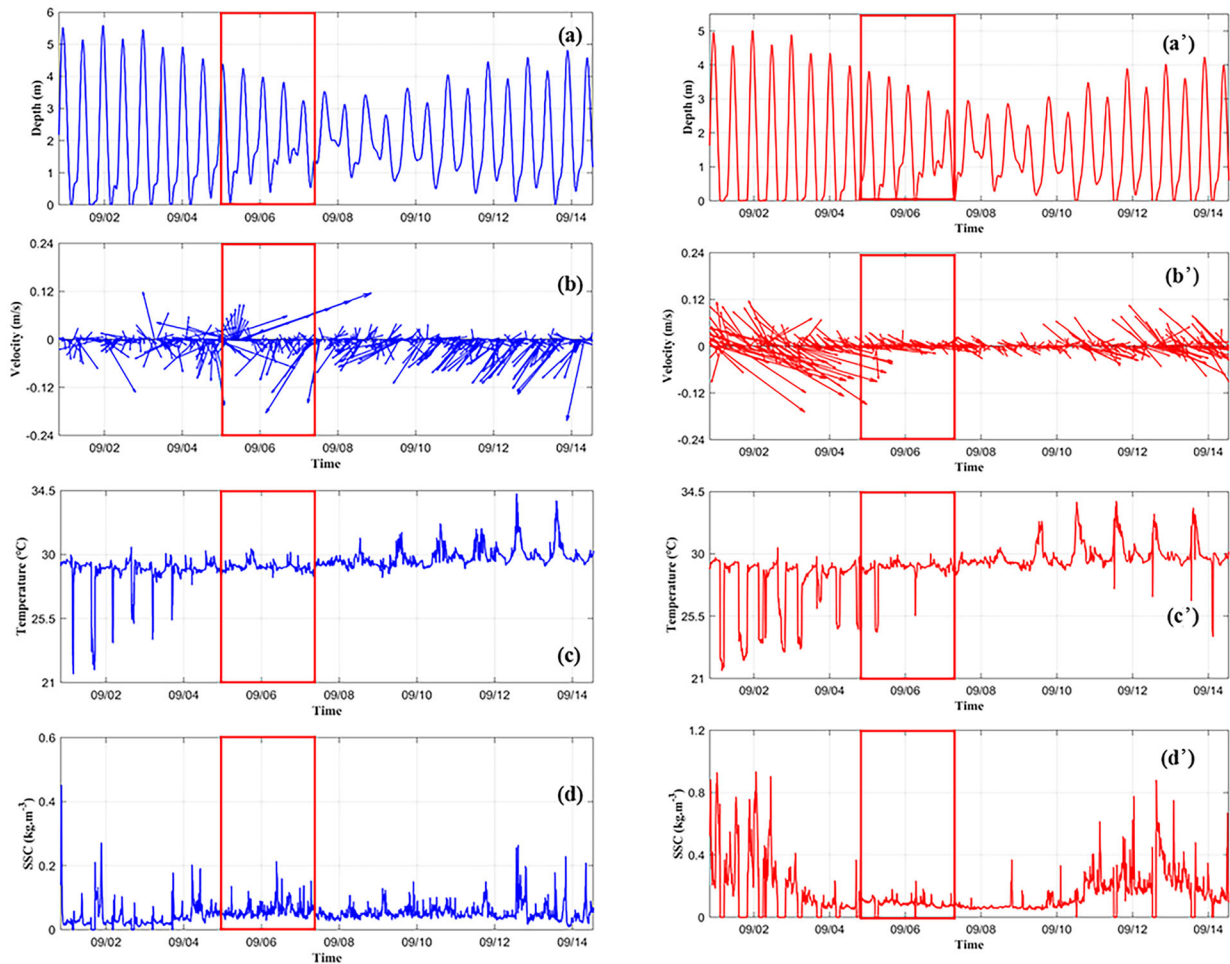 6
5
4
3
2
1
0
Depth (m)
(a)
09/02 09/04 09/06 09/08 09/10 09/12 09/14
Time
5
4
3
2
1
0
Depth (m)
(a’)
09/02 09/04 09/06 09/08 09/10 09/12 09/14
Time
0.24
0.12
0
-0.12
-0.24
Velocity (m/s)
(b)
09/02 09/04 09/06 09/08 09/10 09/12 09/14
Time
0.24
0.12
0
-0.12
-0.24
Velocity (m/s)
(b’)
09/02 09/04 09/06 09/08 09/10 09/12 09/14
Time
34.5
30
25.5
21
Temperature (°C)
(c)
09/02 09/04 09/06 09/08 09/10 09/12 09/14
Time
34.5
30
25.5
21
Temperature (°C)
(c’)
09/02 09/04 09/06 09/08 09/10 09/12 09/14
Time
0.6
0.4
0.2
0
SSC (kg.m⁻³)
(d)
09/02 09/04 09/06 09/08 09/10 09/12 09/14
Time
1.2
0.8
0.4
0
SSC (kg.m⁻³)
(d’)
09/02 09/04 09/06 09/08 09/10 09/12 09/14
Time